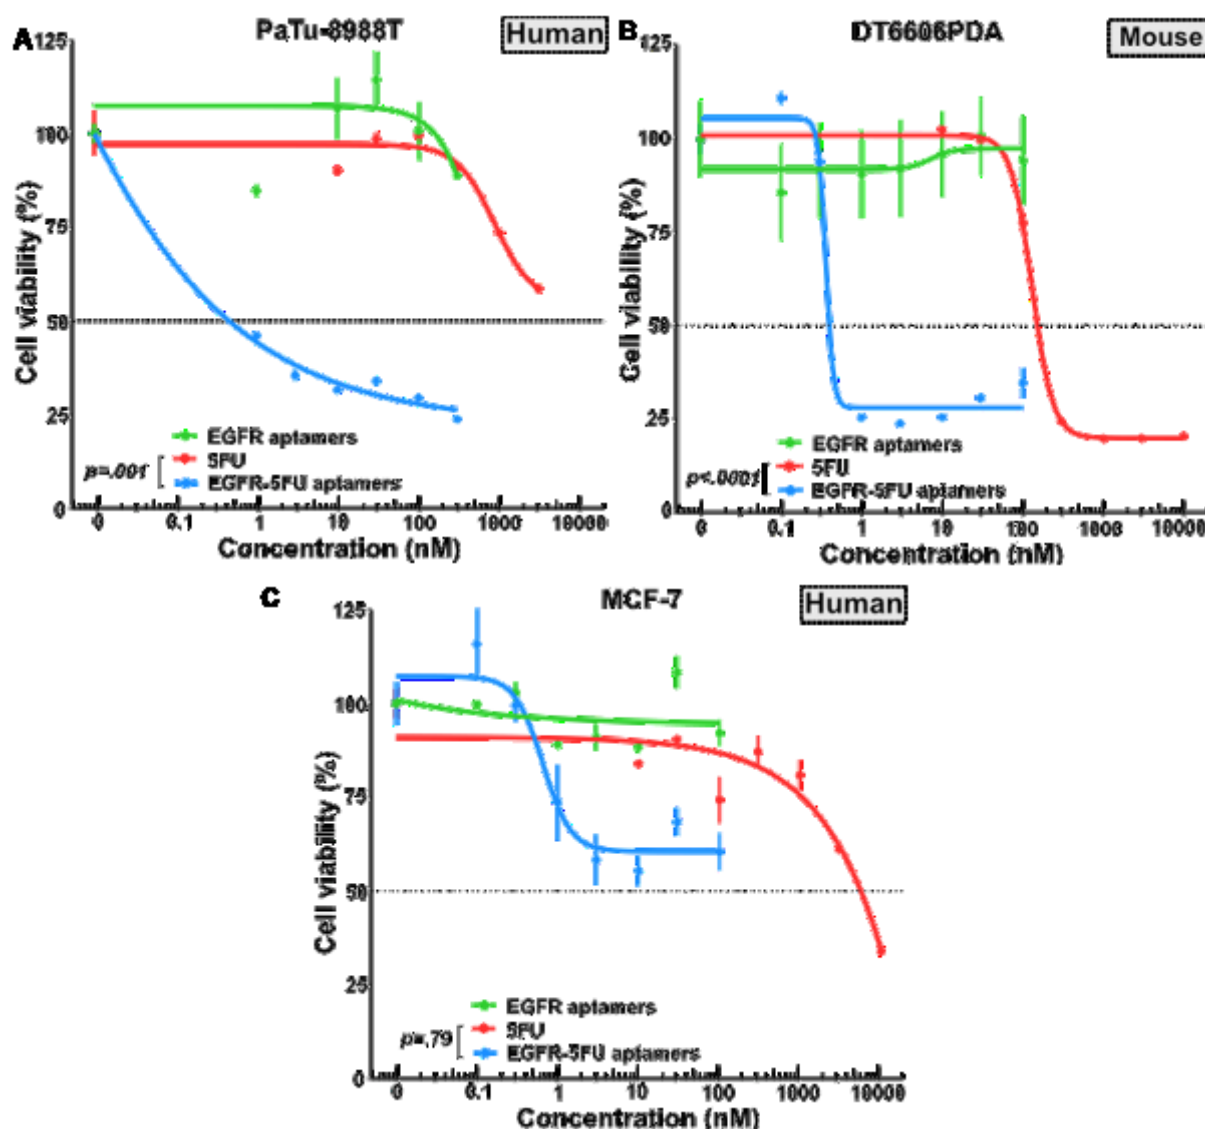 A PaTu-8988T Human
125
100
75
50
25
0
Cell viability (%)
EGFR aptamers
5FU
EGFR-5FU aptamers
p=.001
0 0.1 1 10 100 1000 10000
Concentration (nM)
B DT6606PDA Mouse
125
100
75
50
25
0
Cell viability (%)
EGFR aptamers
5FU
EGFR-5FU aptamers
p<.0001
0 0.1 1 10 100 1000 10000
Concentration (nM)
C MCF-7 Human
125
100
75
50
25
0
Cell viability (%)
EGFR aptamers
5FU
EGFR-5FU aptamers
p=.79
0 0.1 1 10 100 1000 10000
Concentration (nM)